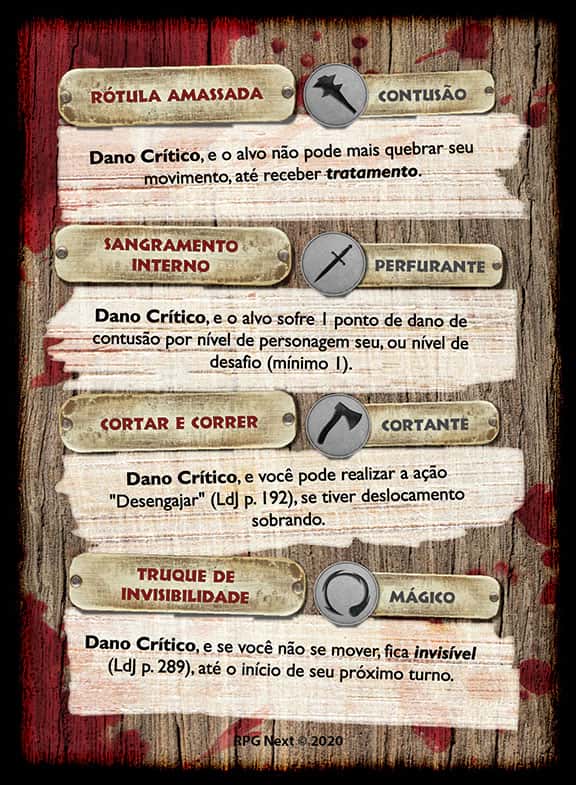 RÓTULA AMASSADA
CONTUSÃO
Dano Crítico, e o alvo não pode mais quebrar seu
movimento, até receber tratamento.
SANGRAMENTO
INTERNO
PERFURANTE
Dano Crítico, e o alvo sofre 1 ponto de dano de
contusão por nível de personagem seu, ou nível de
desafio (mínimo 1).
CORTAR E CORRER
CORTANTE
Dano Crítico, e você pode realizar a ação
"Desengajar" (LdJ p. 192), se tiver deslocamento
sobrando.
TRUQUE DE
INVISIBILIDADE
MÁGICO
Dano Crítico, e se você não se mover, fica invisível
(LdJ p. 289), até o início de seu próximo turno.
RPG Next © 2020